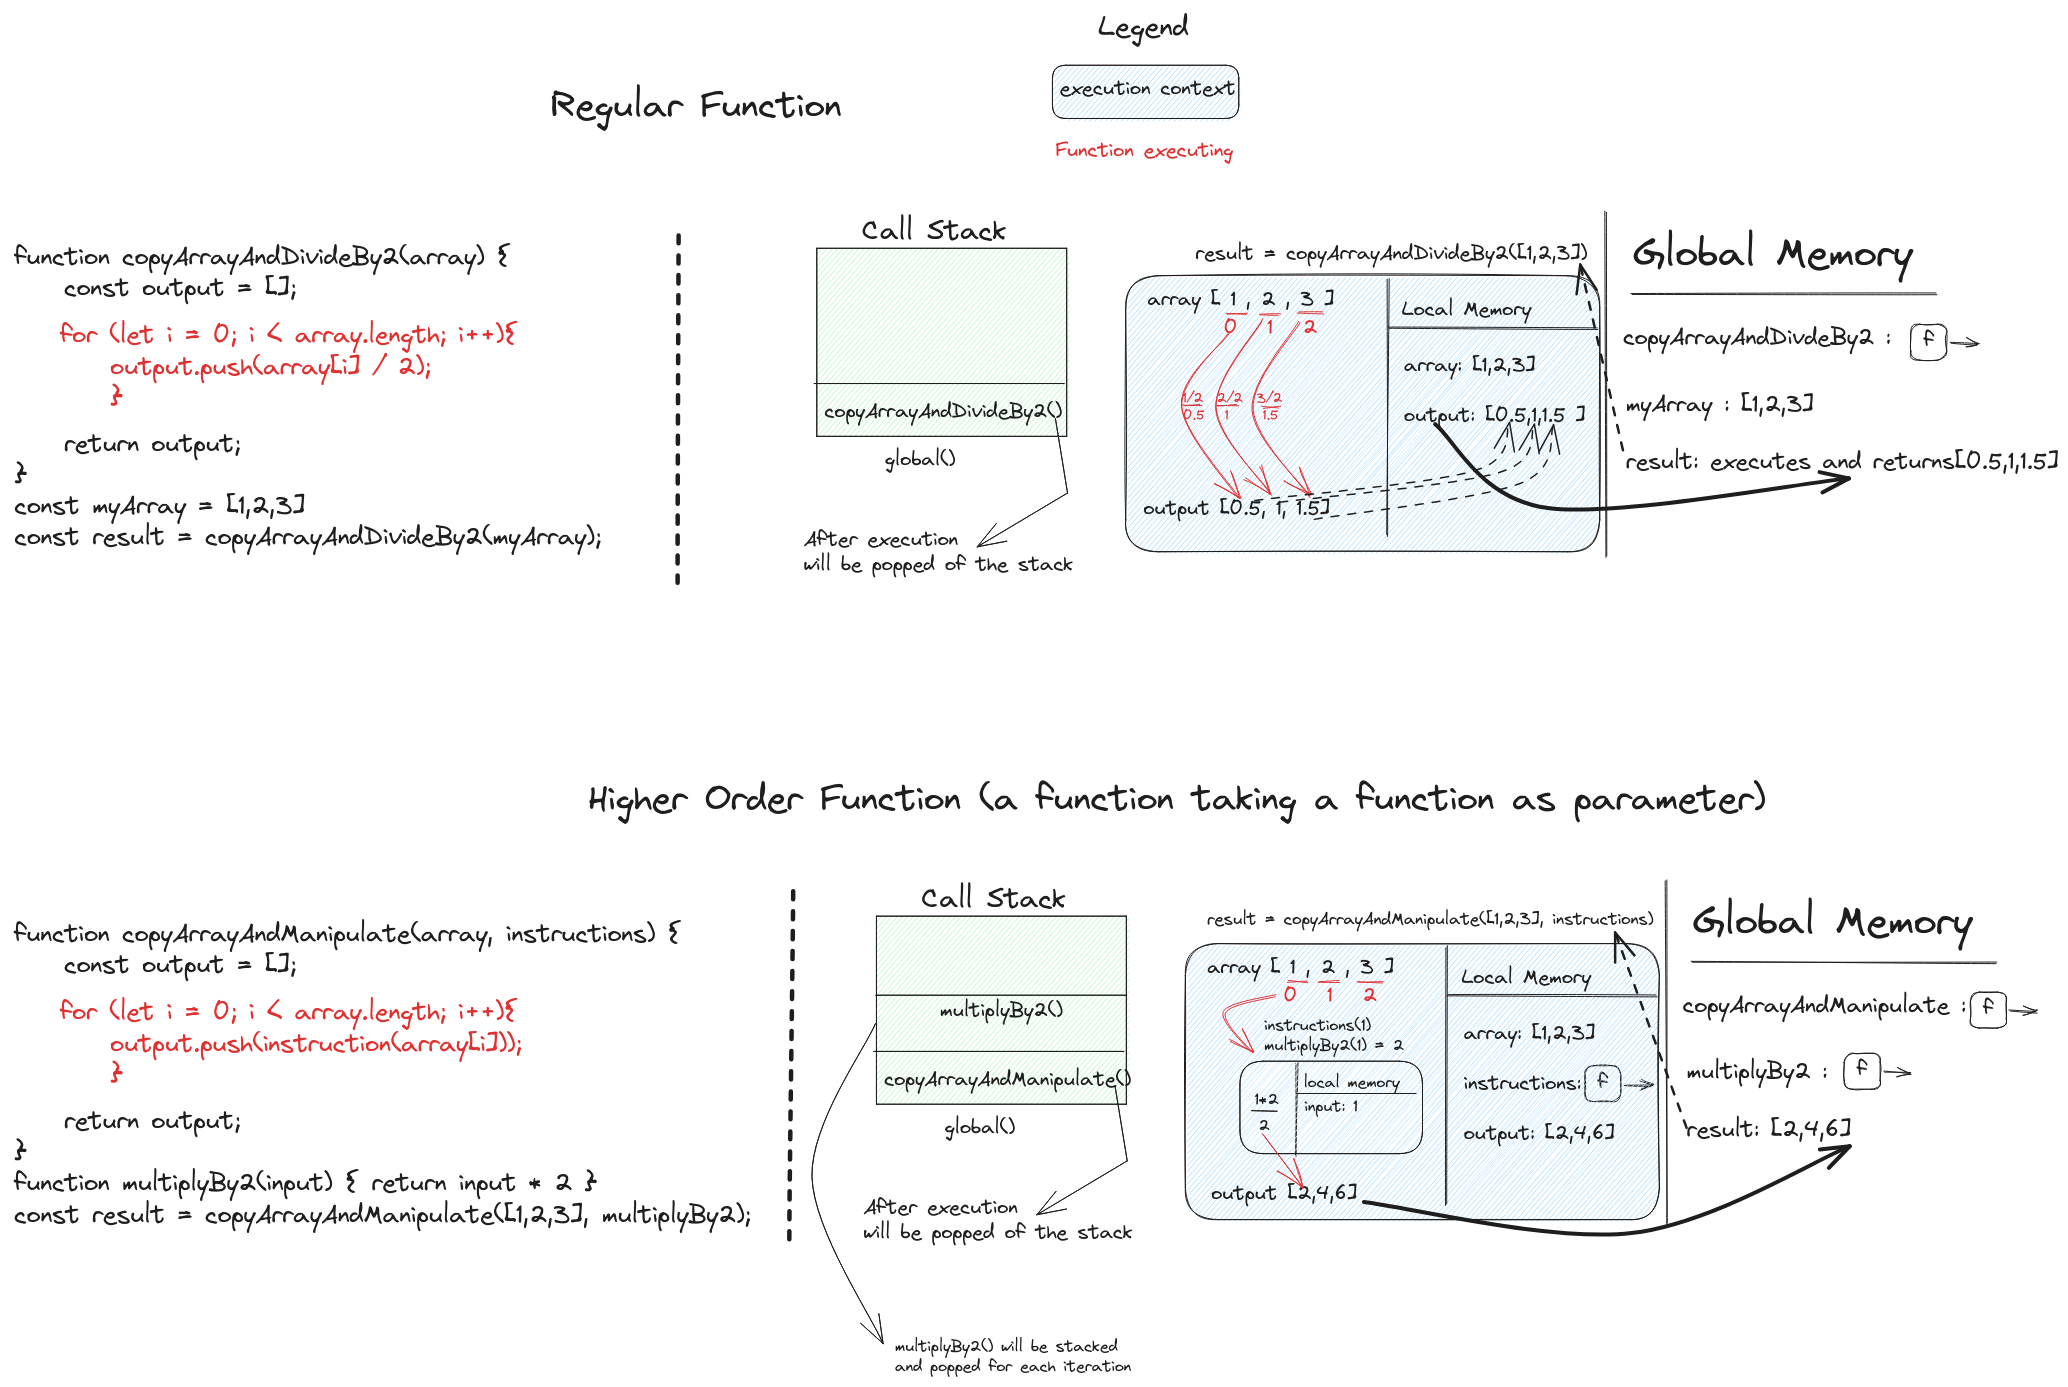 Legend
execution context
Function executing
Regular Function
function copyArrayAndDivideBy2(array) {
const output = [];
for (let i = 0; i < array.length; i++){
output.push(array[i] / 2);
}
return output;
}
const myArray = [1,2,3]
const result = copyArrayAndDivideBy2(myArray);
Call Stack
copyArrayAndDivideBy2()
global()
After execution
will be popped of the stack
result = copyArrayAndDivideBy2([1,2,3])
array [ 1 , 2 , 3 ]
0 1 2
1/2 2/2 3/2
0.5 1 1.5
output [0.5, 1, 1.5]
Local Memory
array: [1,2,3]
output: [0.5,1,1.5 ]
Global Memory
copyArrayAndDivdeBy2 : f
myArray : [1,2,3]
result: executes and returns[0.5,1,1.5]
Higher Order Function (a function taking a function as parameter)
function copyArrayAndManipulate(array, instructions) {
const output = [];
for (let i = 0; i < array.length; i++){
output.push(instruction(array[i]));
}
return output;
}
function multiplyBy2(input) { return input * 2 }
const result = copyArrayAndManipulate([1,2,3], multiplyBy2);
Call Stack
multiplyBy2()
copyArrayAndManipulate()
global()
After execution
will be popped of the stack
multiplyBy2() will be stacked
and popped for each iteration
result = copyArrayAndManipulate([1,2,3], instructions)
array [ 1 , 2 , 3 ]
0 1 2
instructions(1)
multiplyBy2(1) = 2
1*2
2
local memory
input: 1
output [2,4,6]
Local Memory
array: [1,2,3]
instructions: f
output: [2,4,6]
Global Memory
copyArrayAndManipulate : f
multiplyBy2 : f
result: [2,4,6]